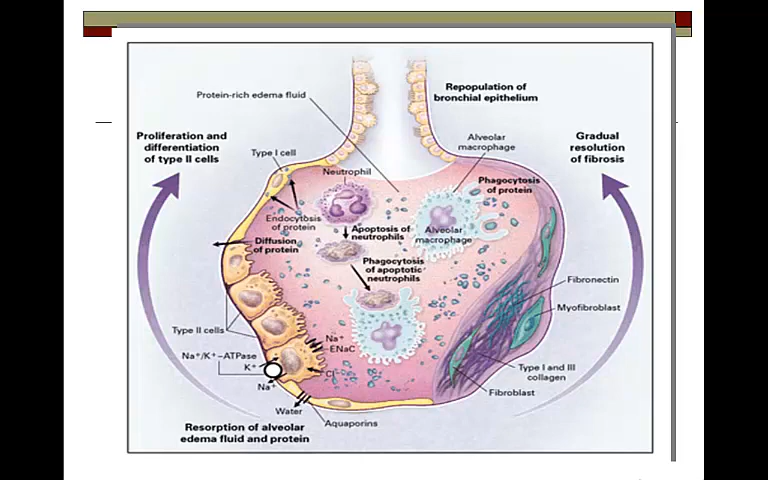 Protein-rich edema fluid
Repopulation of
bronchial epithelium
Proliferation and
differentiation
of type II cells
Type I cell
Neutrophil
Alveolar
macrophage
Gradual
resolution
of fibrosis
Phagocytosis
of protein
Endocytosis
of protein
Apoptosis of
neutrophils
Alveolar
macrophage
Diffusion
of protein
Phagocytosis
of apoptotic
neutrophils
Fibronectin
Myofibroblast
Type II cells
Na+
ENaC
Na+/K+–ATPase
K+
Cl-
Type I and III
collagen
Na+
Fibroblast
Water
Aquaporins
Resorption of alveolar
edema fluid and protein